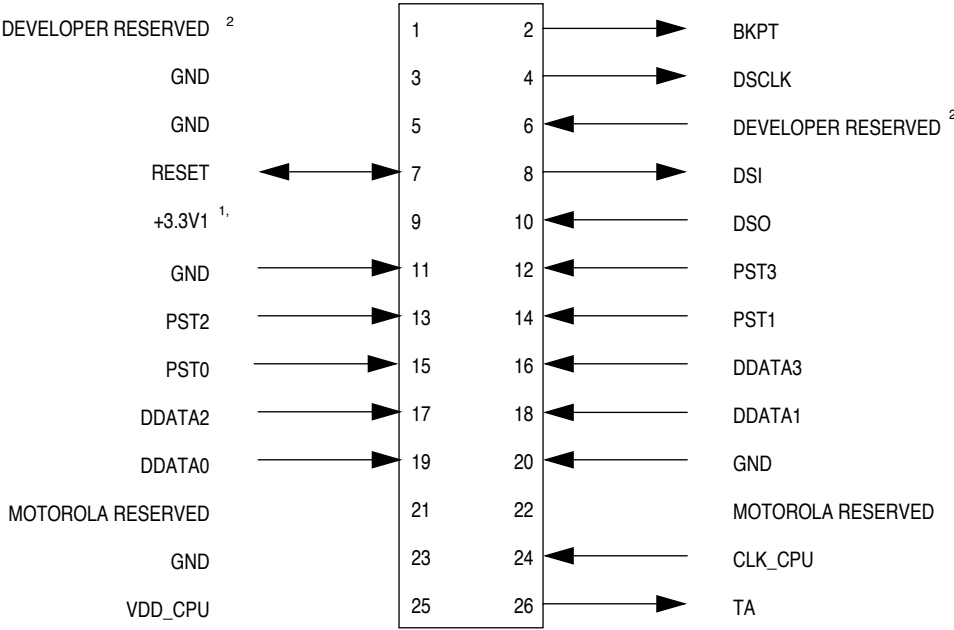 DEVELOPER RESERVED 2 1 2 BKPT
GND 3 4 DSCLK
GND 5 6 DEVELOPER RESERVED 2
RESET 7 8 DSI
+3.3V1 1, 9 10 DSO
GND 11 12 PST3
PST2 13 14 PST1
PST0 15 16 DDATA3
DDATA2 17 18 DDATA1
DDATA0 19 20 GND
MOTOROLA RESERVED 21 22 MOTOROLA RESERVED
GND 23 24 CLK_CPU
VDD_CPU 25 26 TA